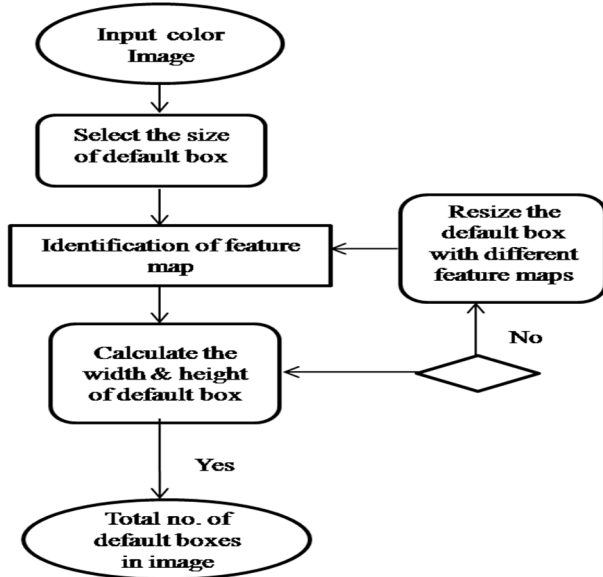 Input color
Image
Select the size
of default box
Identification of feature
map
Resize the
default box
with different
feature maps
No
Calculate the
width & height
of default box
Yes
Total no. of
default boxes
in image